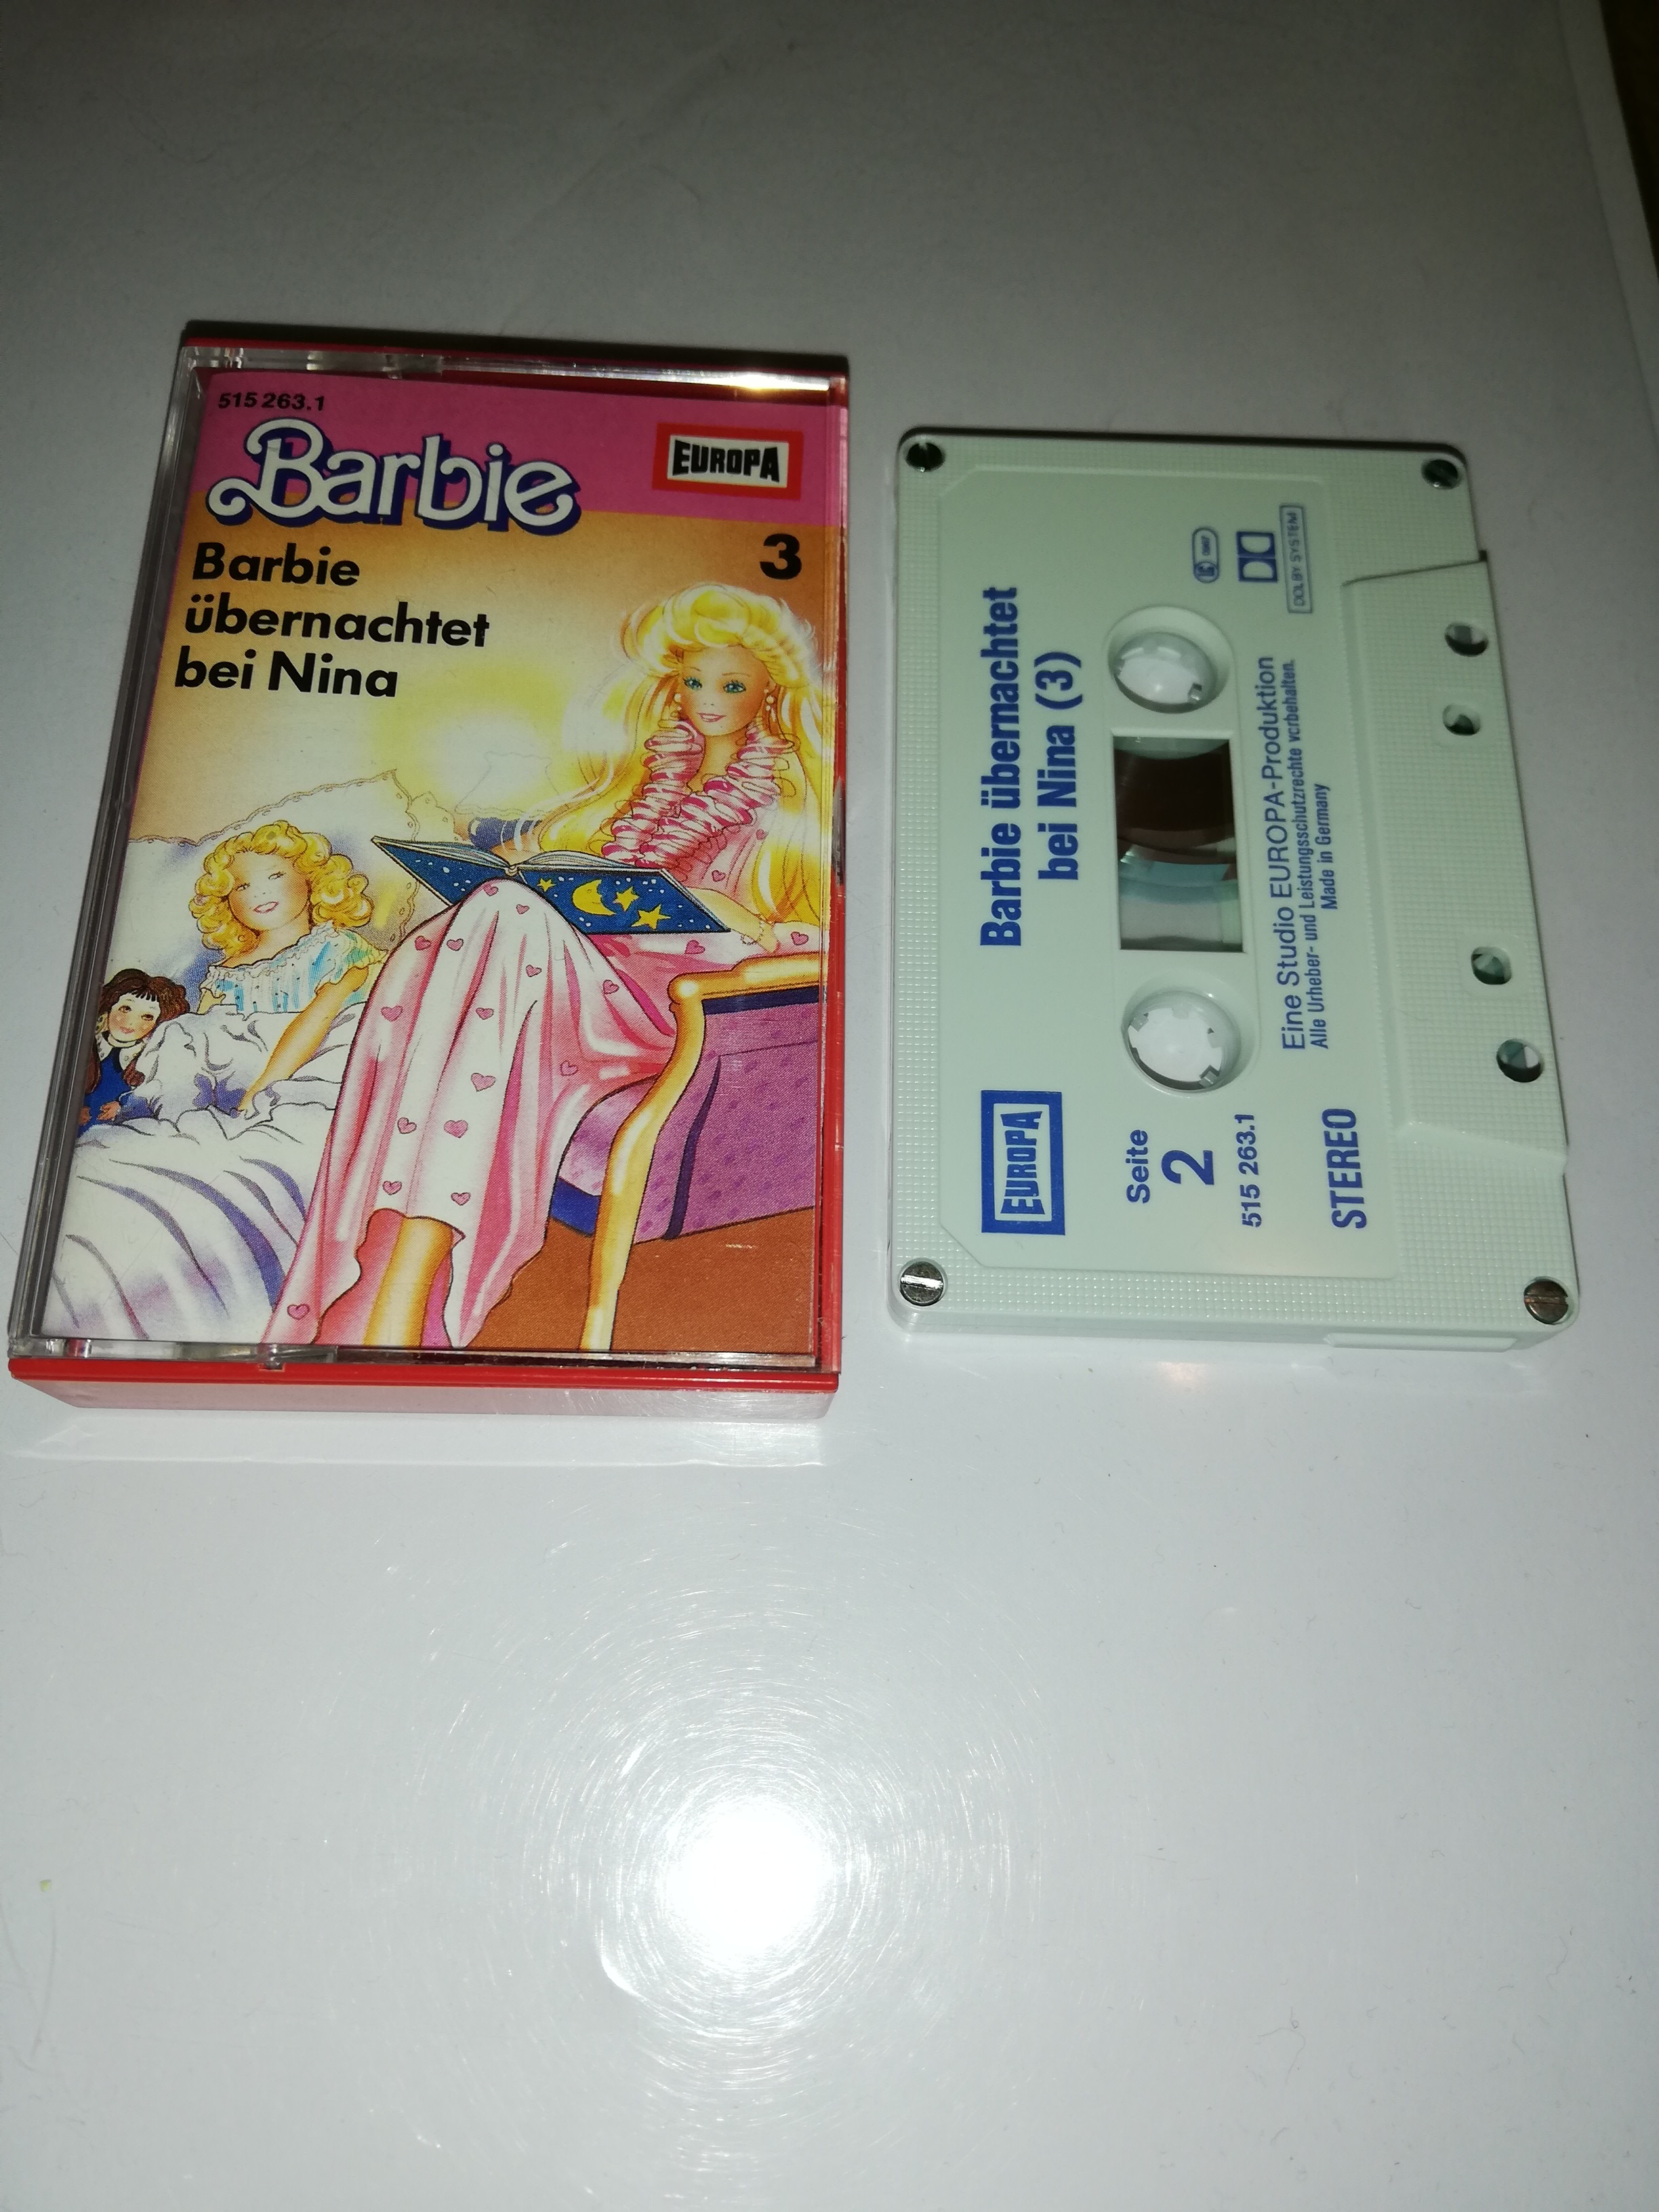 515 263.1
Barbie
EUROPA
3
Barbie
übernachtet
bei Nina
Barbie übernachtet
bei Nina (3)
EUROPA
Seite
2
515 263.1
STEREO
DOLBY SYSTEM
Eine Studio EUROPA-Produktion
Alle Urheber- und Leistungsschutzrechte vorbehalten.
Made in Germany